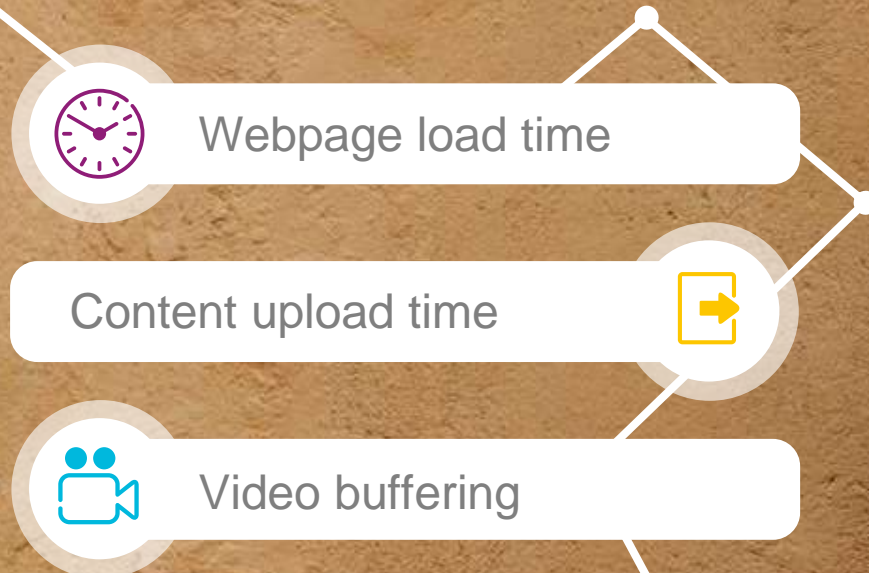 Webpage load time
Content upload time
Video buffering